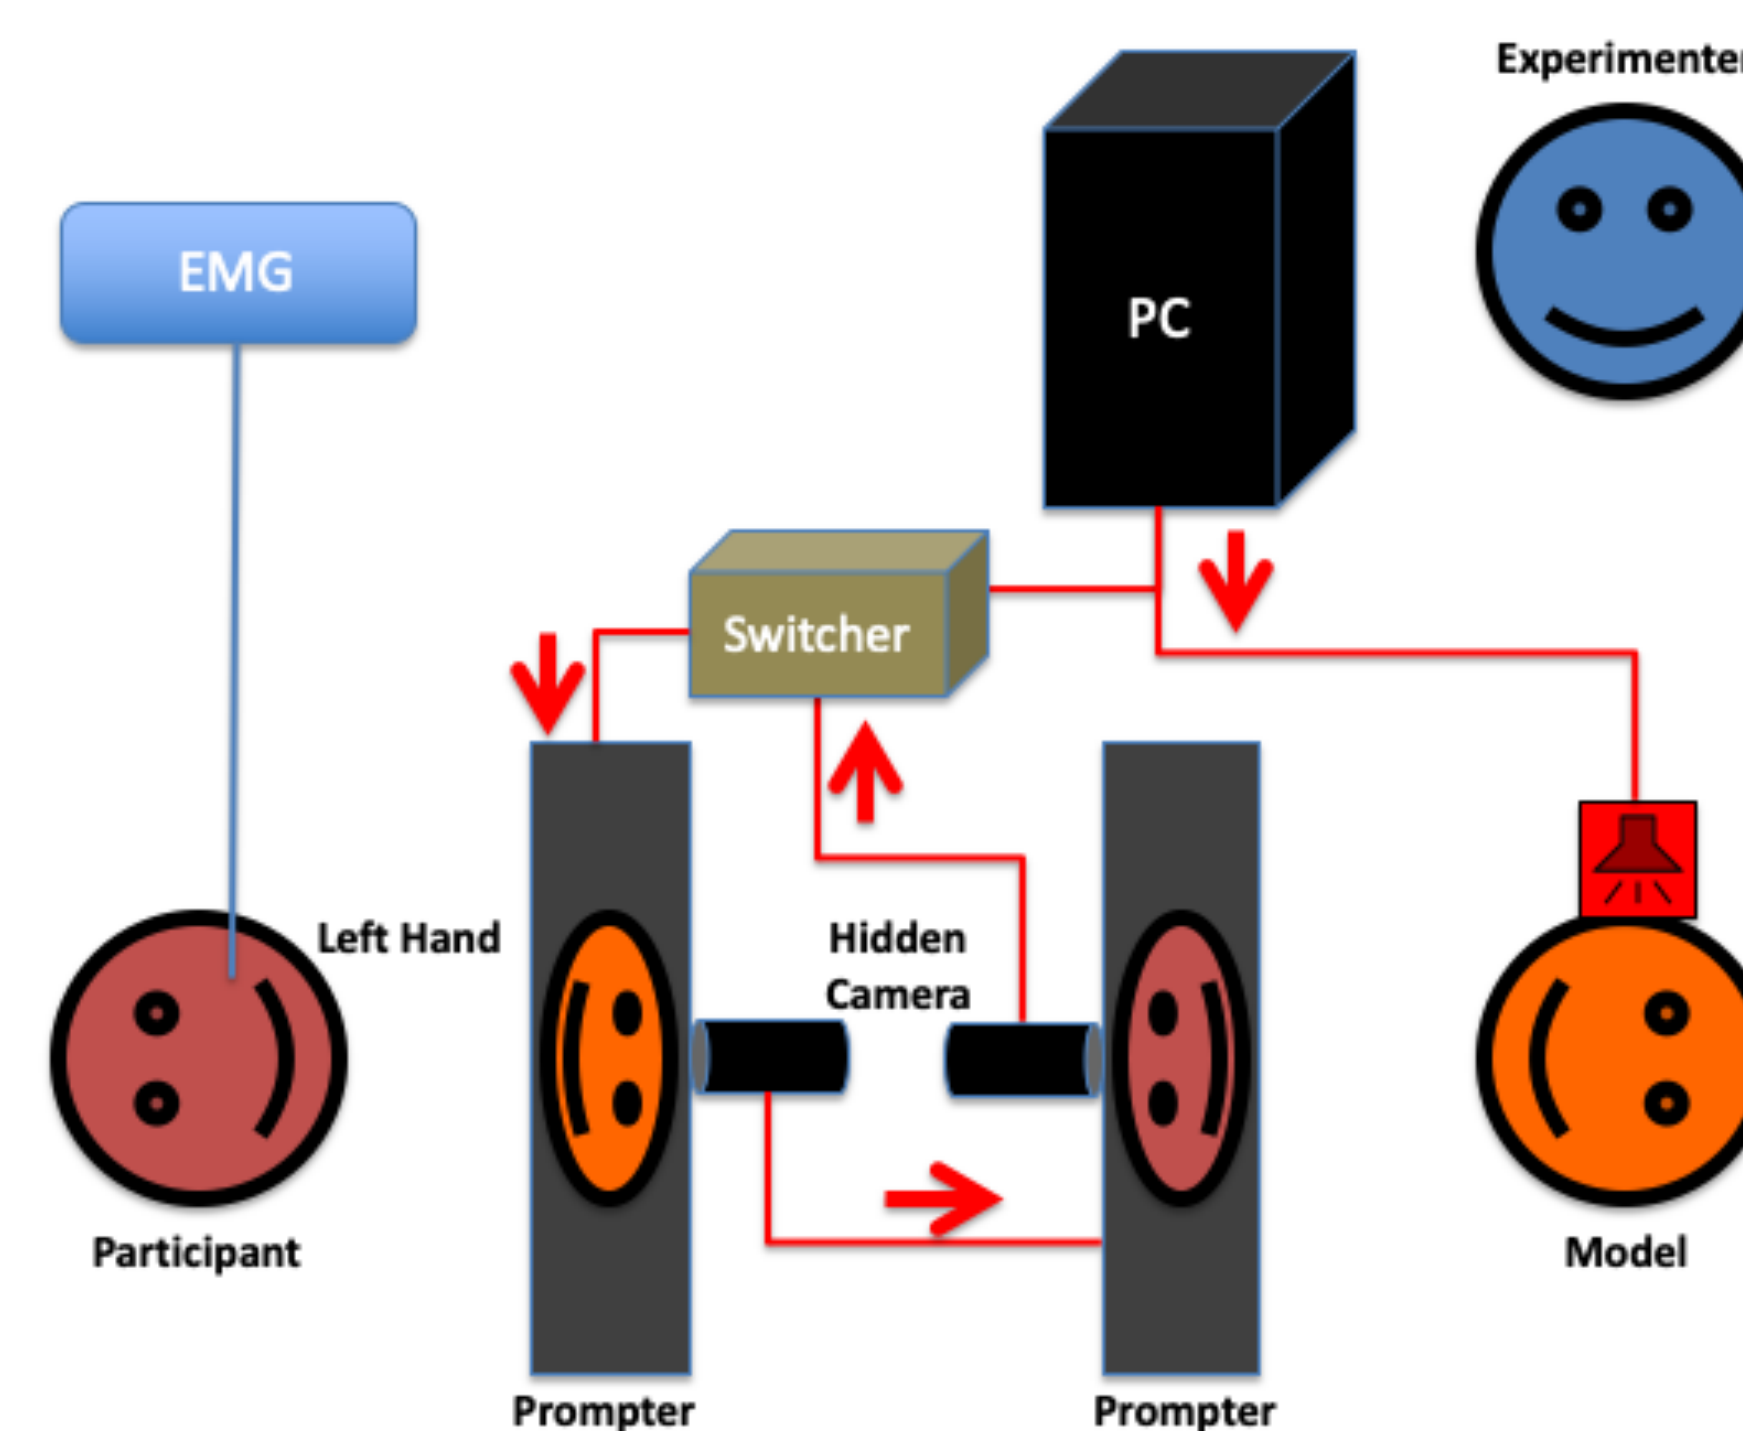 Experimenter
EMG
PC
Switcher
Left Hand
Hidden
Camera
Participant
Model
Prompter
Prompter